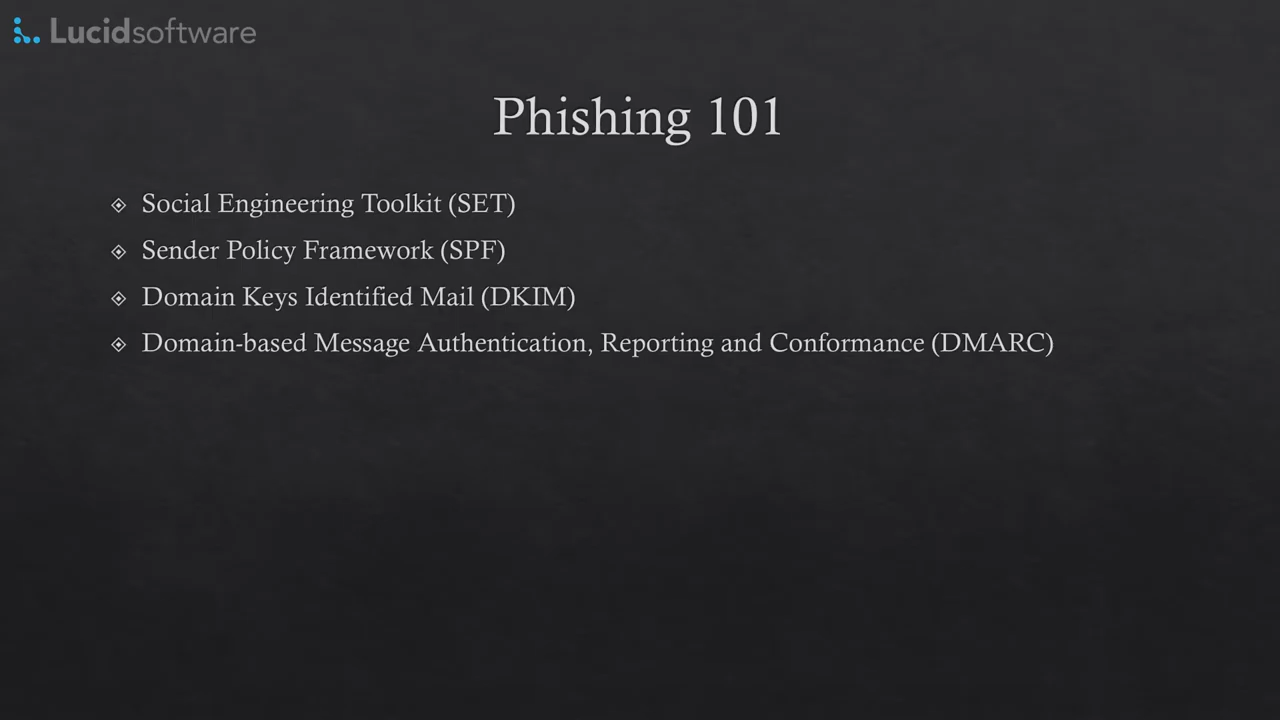 Lucidsoftware
Phishing 101
Social Engineering Toolkit (SET)
Sender Policy Framework (SPF)
Domain Keys Identified Mail (DKIM)
Domain-based Message Authentication, Reporting and Conformance (DMARC)